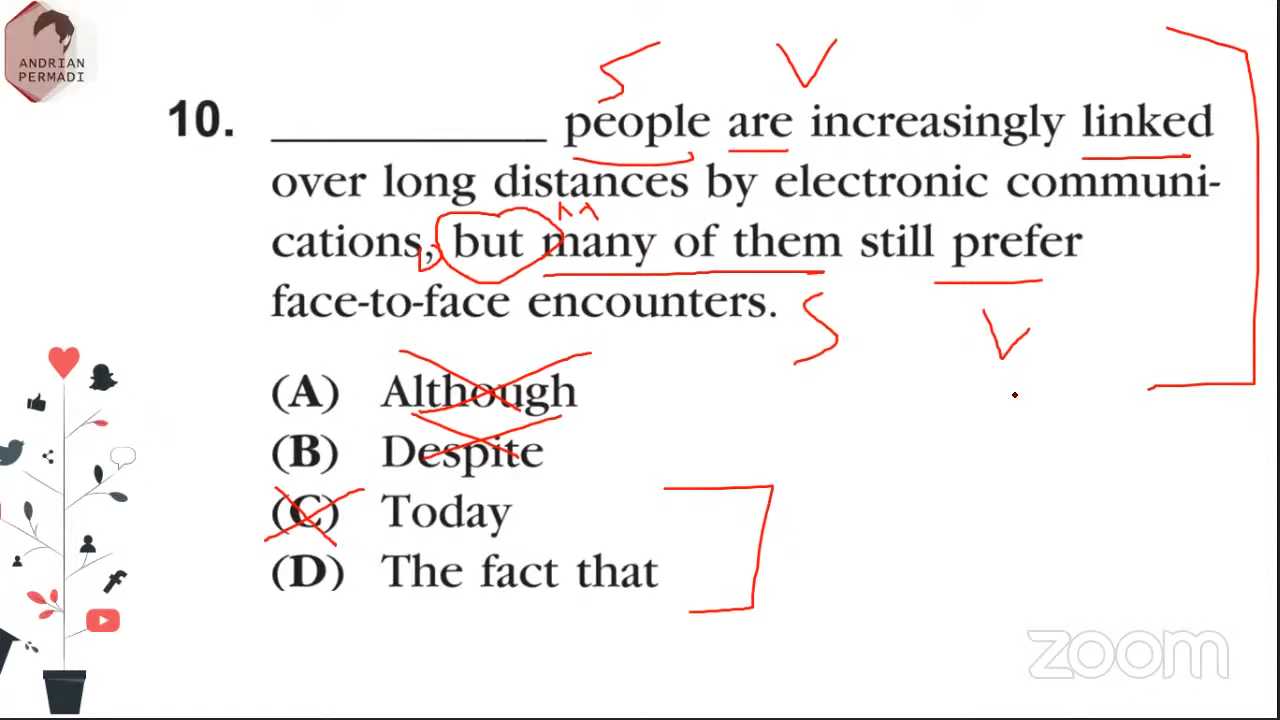 ANDRIAN
PERMADI
S V
10. ____________ people are increasingly linked
over long distances by electronic communi-
cations, but many of them still prefer
face-to-face encounters.
S V
(A) Although
(B) Despite
(C) Today
(D) The fact that
zoom